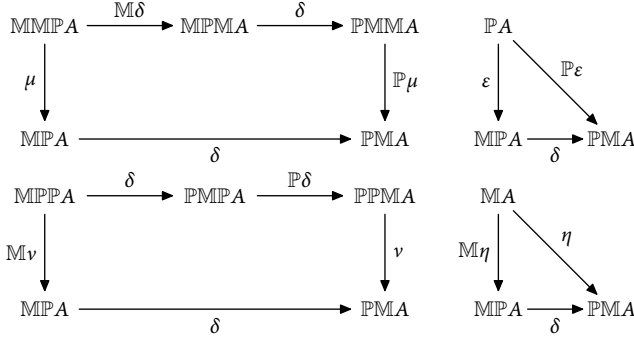 𝕄𝕄ℙA 𝕄δ 𝕄ℙ𝕄A δ ℙ𝕄𝕄A ℙA
μ ℙμ ε ℙε
𝕄ℙA δ ℙ𝕄A 𝕄ℙA δ ℙ𝕄A
𝕄ℙℙA δ ℙ𝕄ℙA ℙδ ℙℙ𝕄A 𝕄A
𝕄ν ν 𝕄η η
𝕄ℙA δ ℙ𝕄A 𝕄ℙA δ ℙ𝕄A